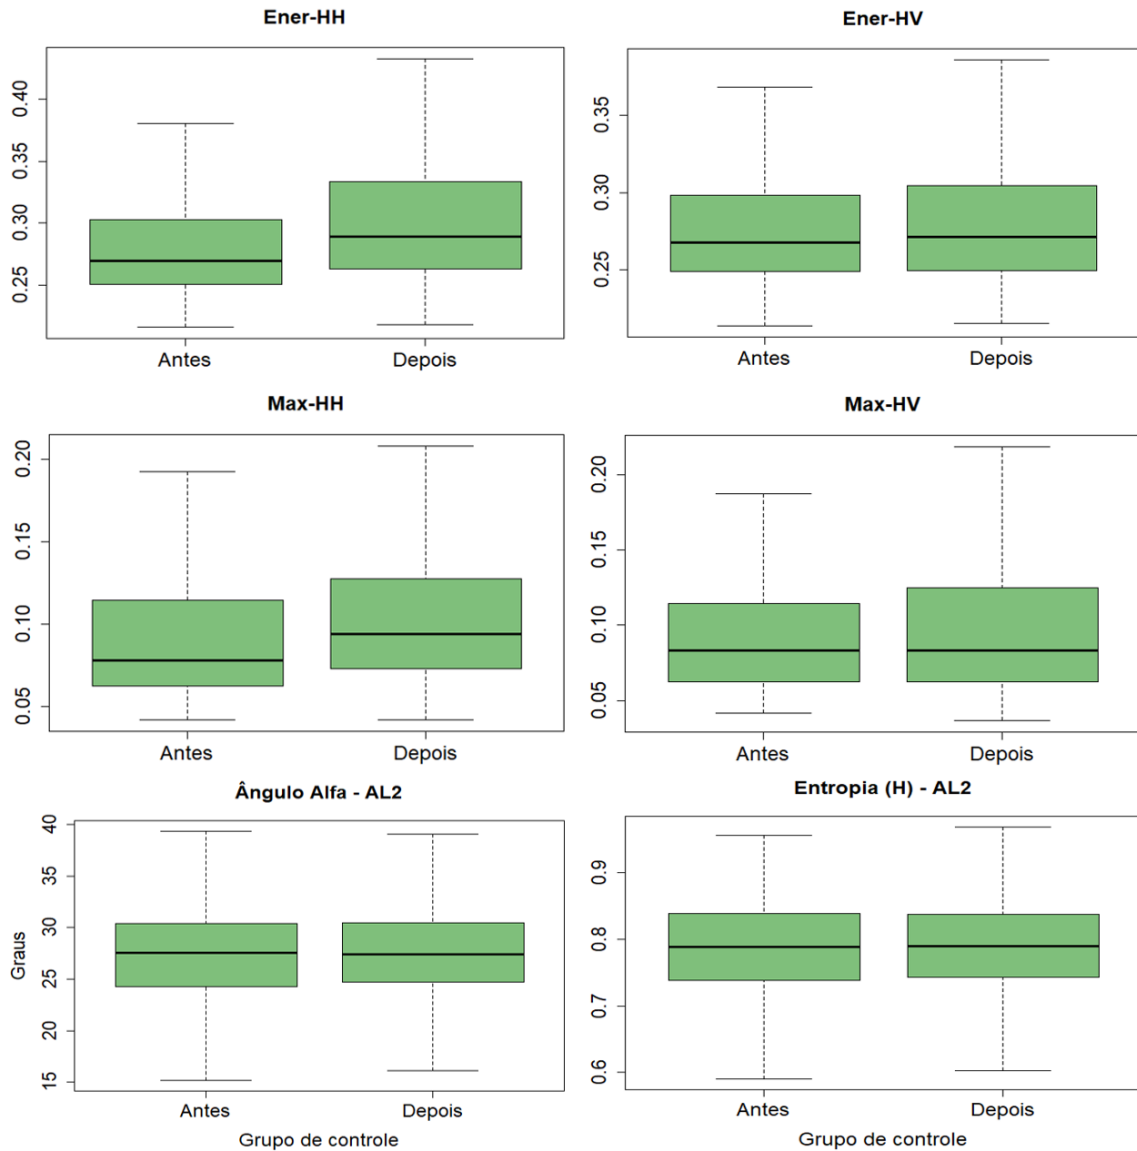 Ener-HH
0.40
0.35
0.30
0.25
Antes Depois
Ener-HV
0.35
0.30
0.25
Antes Depois
Max-HH
0.20
0.15
0.10
0.05
Antes Depois
Max-HV
0.20
0.15
0.10
0.05
Antes Depois
Ângulo Alfa - AL2
40
35
30
25
20
15
Graus
Antes Depois
Grupo de controle
Entropia (H) - AL2
0.9
0.8
0.7
0.6
Antes Depois
Grupo de controle